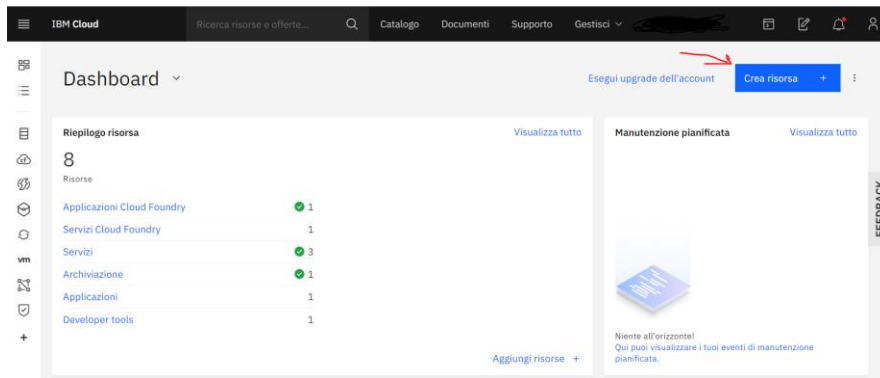 IBM Cloud
Ricerca risorse e offerte...
Catalogo
Documenti
Supporto
Gestisci
Dashboard
Esegui upgrade dell'account
Crea risorsa +
Riepilogo risorsa
Visualizza tutto
8
Risorse
Applicazioni Cloud Foundry 1
Servizi Cloud Foundry 1
Servizi 3
Archiviazione 1
Applicazioni 1
Developer tools 1
Aggiungi risorse +
Manutenzione pianificata
Visualizza tutto
Niente all'orizzonte!
Qui puoi visualizzare i tuoi eventi di manutenzione
pianificata.
vm
+
FEEDBACK